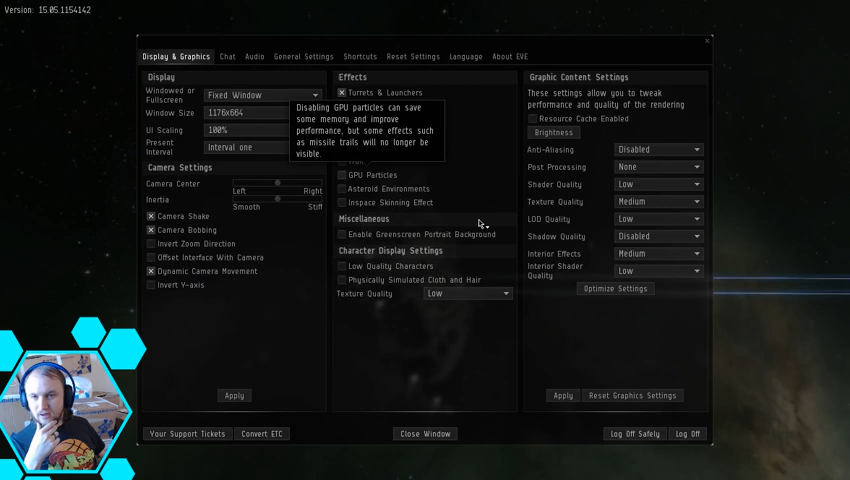 Version: 15.05.1154142
Display & Graphics
Chat
Audio
General Settings
Shortcuts
Reset Settings
Language
About EVE
Display
Windowed or
Fullscreen
Fixed Window
Window Size
1176x664
UI Scaling
100%
Present
Interval
Interval one
Camera Settings
Camera Center
Left
Right
Inertia
Smooth
Stiff
Camera Shake
Camera Bobbing
Invert Zoom Direction
Offset Interface With Camera
Dynamic Camera Movement
Invert Y-axis
Apply
Effects
Turrets & Launchers
Disabling GPU particles can save
some memory and improve
performance, but some effects such
as missile trails will no longer be
visible.
GPU Particles
Asteroid Environments
Inspace Skinning Effect
Miscellaneous
Enable Greenscreen Portrait Background
Character Display Settings
Low Quality Characters
Physically Simulated Cloth and Hair
Texture Quality
Low
Graphic Content Settings
These settings allow you to tweak
performance and quality of the rendering
Resource Cache Enabled
Brightness
Anti-Aliasing
Disabled
Post Processing
None
Shader Quality
Low
Texture Quality
Medium
LOD Quality
Low
Shadow Quality
Disabled
Interior Effects
Medium
Interior Shader
Quality
Low
Optimize Settings
Apply
Reset Graphics Settings
Your Support Tickets
Convert ETC
Close Window
Log Off Safely
Log Off